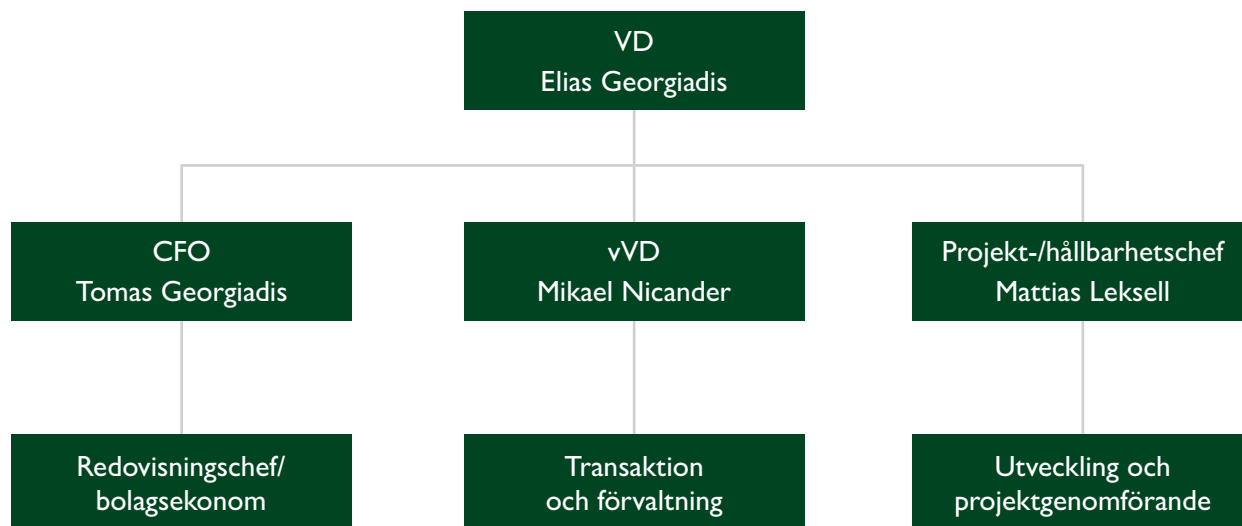 VD
Elias Georgiadis
CFO
Tomas Georgiadis
vVD
Mikael Nicander
Projekt-/hållbarhetschef
Mattias Leksell
Redovisningschef/
bolagsekonom
Transaktion
och förvaltning
Utveckling och
projektgenomförande